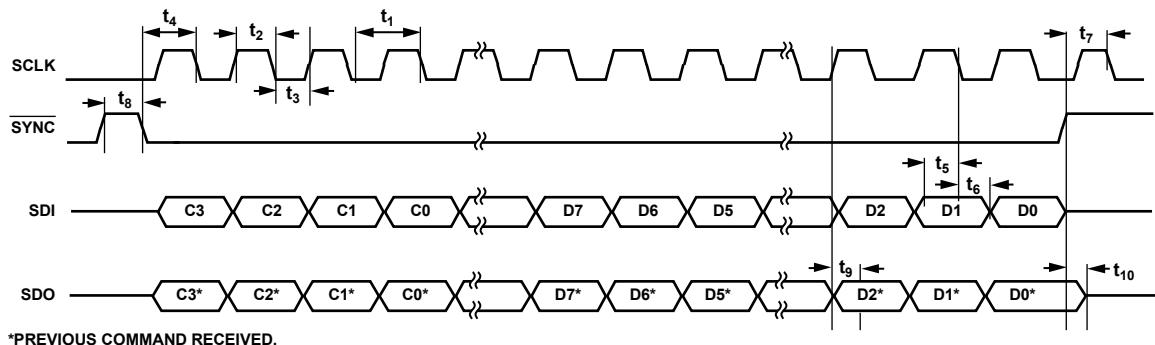 t4 t2 t1 t7
SCLK
t3
t8
SYNC
t5
t6
SDI C3 C2 C1 C0 D7 D6 D5 D2 D1 D0
t9
t10
SDO C3* C2* C1* C0* D7* D6* D5* D2* D1* D0*
*PREVIOUS COMMAND RECEIVED.